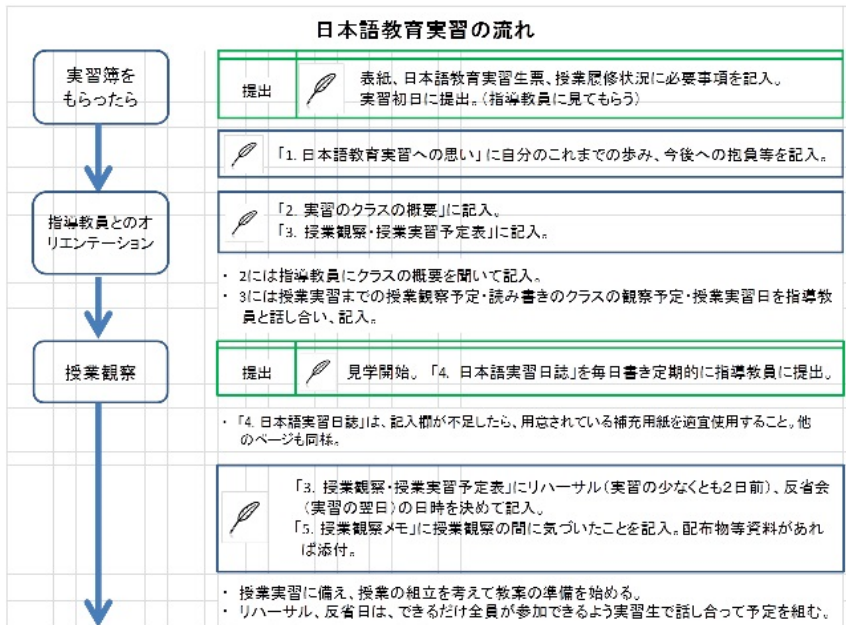 日本語教育実習の流れ
実習簿を
もらったら
提出
表紙、日本語教育実習生票、授業履修状況に必要事項を記入。
実習初日に提出。(指導教員に見てもらう)
「1. 日本語教育実習への思い」に自分のこれまでの歩み、今後への抱負等を記入。
指導教員とのオ
リエンテーション
「2. 実習のクラスの概要」に記入。
「3. 授業観察・授業実習予定表」に記入。
・ 2には指導教員にクラスの概要を聞いて記入。
・ 3には授業実習までの授業観察予定・読み書きのクラスの観察予定・授業実習日を指導教
員と話し合い、記入。
授業観察
提出
見学開始。「4. 日本語実習日誌」を毎日書き定期的に指導教員に提出。
・ 「4. 日本語実習日誌」は、記入欄が不足したら、用意されている補充用紙を適宜使用すること。他
のページも同様。
「3. 授業観察・授業実習予定表」にリハーサル(実習の少なくとも2日前)、反省会
(実習の翌日)の日時を決めて記入。
「5. 授業観察メモ」に授業観察の間に気づいたことを記入。配布物等資料があれ
ば添付。
・ 授業実習に備え、授業の組立を考えて教案の準備を始める。
・ リハーサル、反省日は、できるだけ全員が参加できるよう実習生で話し合って予定を組む。